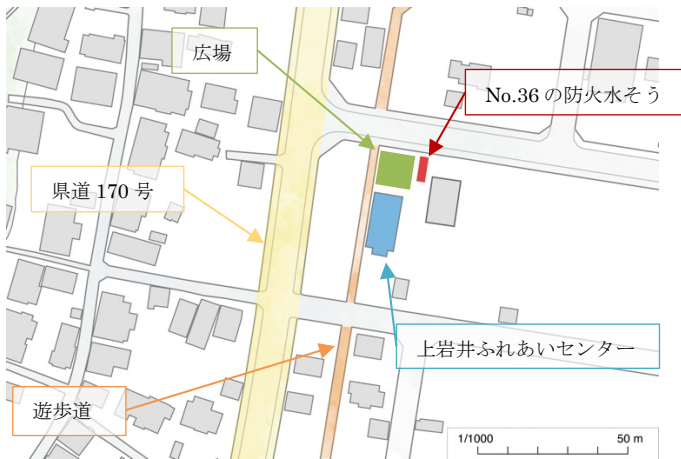 広場
No.36 の防火水そう
県道 170 号
上岩井ふれあいセンター
遊歩道
1/1000 50 m